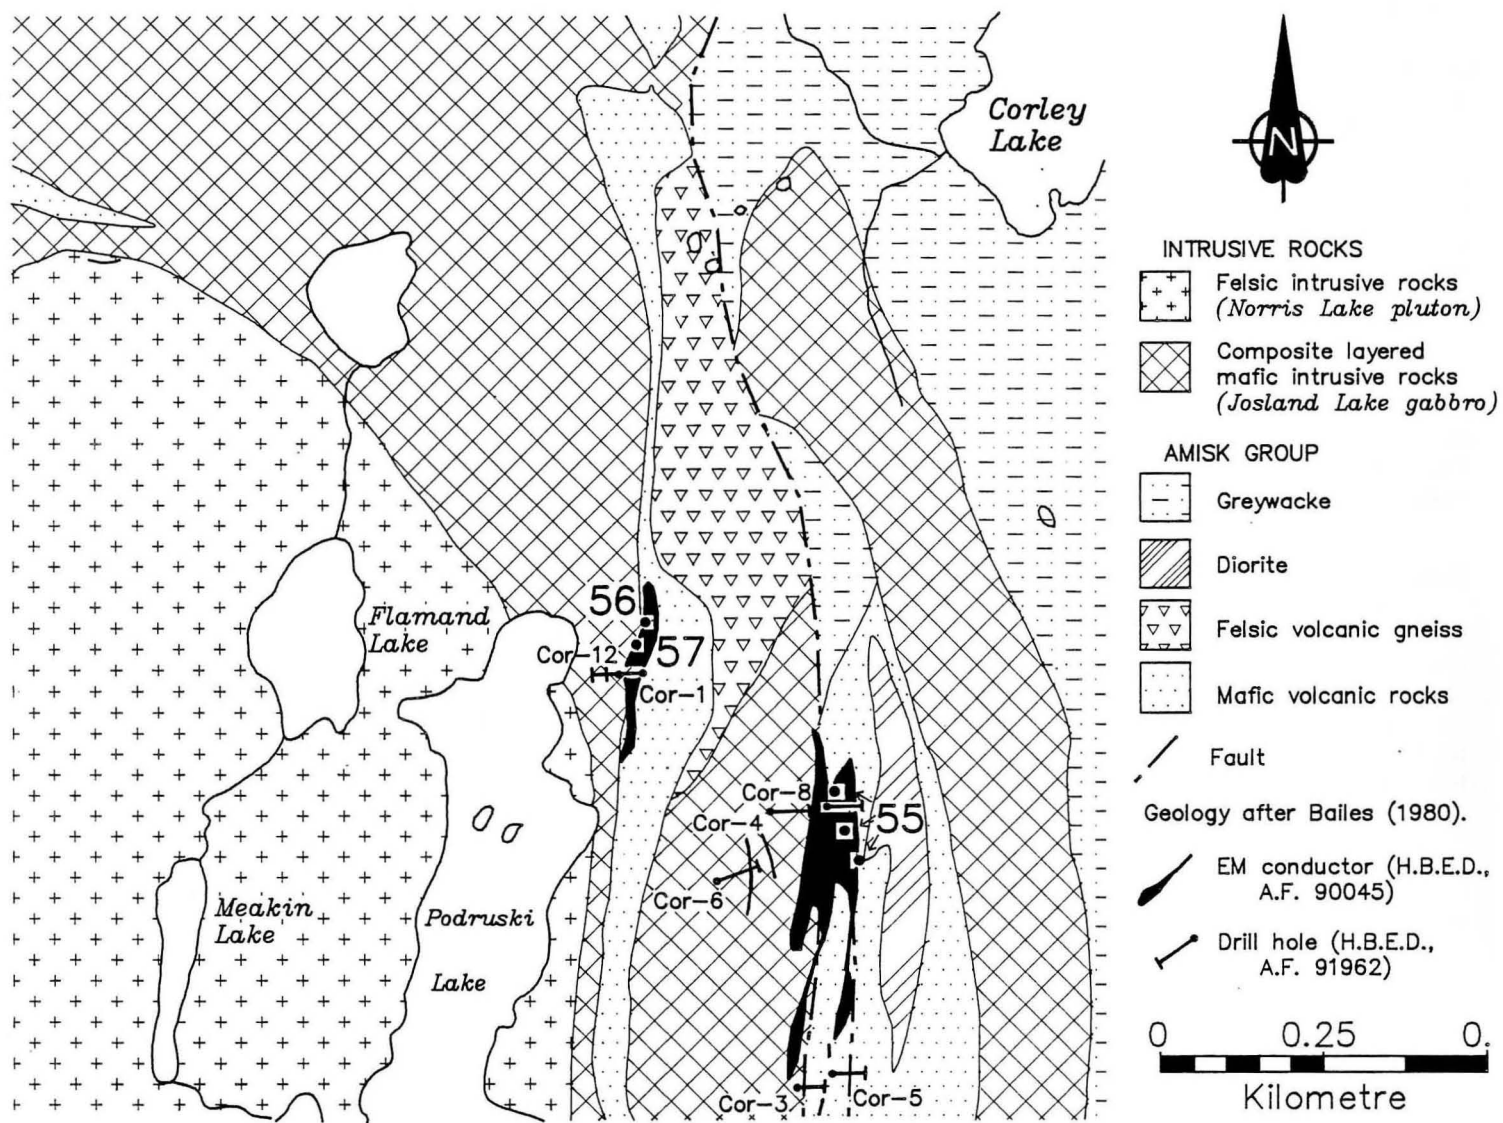 Corley
Lake
N
INTRUSIVE ROCKS
Felsic intrusive rocks
(Norris Lake pluton)
Composite layered
mafic intrusive rocks
(Josland Lake gabbro)
AMISK GROUP
Greywacke
Diorite
Felsic volcanic gneiss
Mafic volcanic rocks
Fault
Geology after Bailes (1980).
EM conductor (H.B.E.D.,
A.F. 90045)
Drill hole (H.B.E.D.,
A.F. 91962)
0 0.25 0.
Kilometre
56
Flamand
Lake
Cor-12
57
Cor-1
Cor-8
Cor-4
55
Cor-6
Meakin
Lake
Podruski
Lake
Cor-3
Cor-5